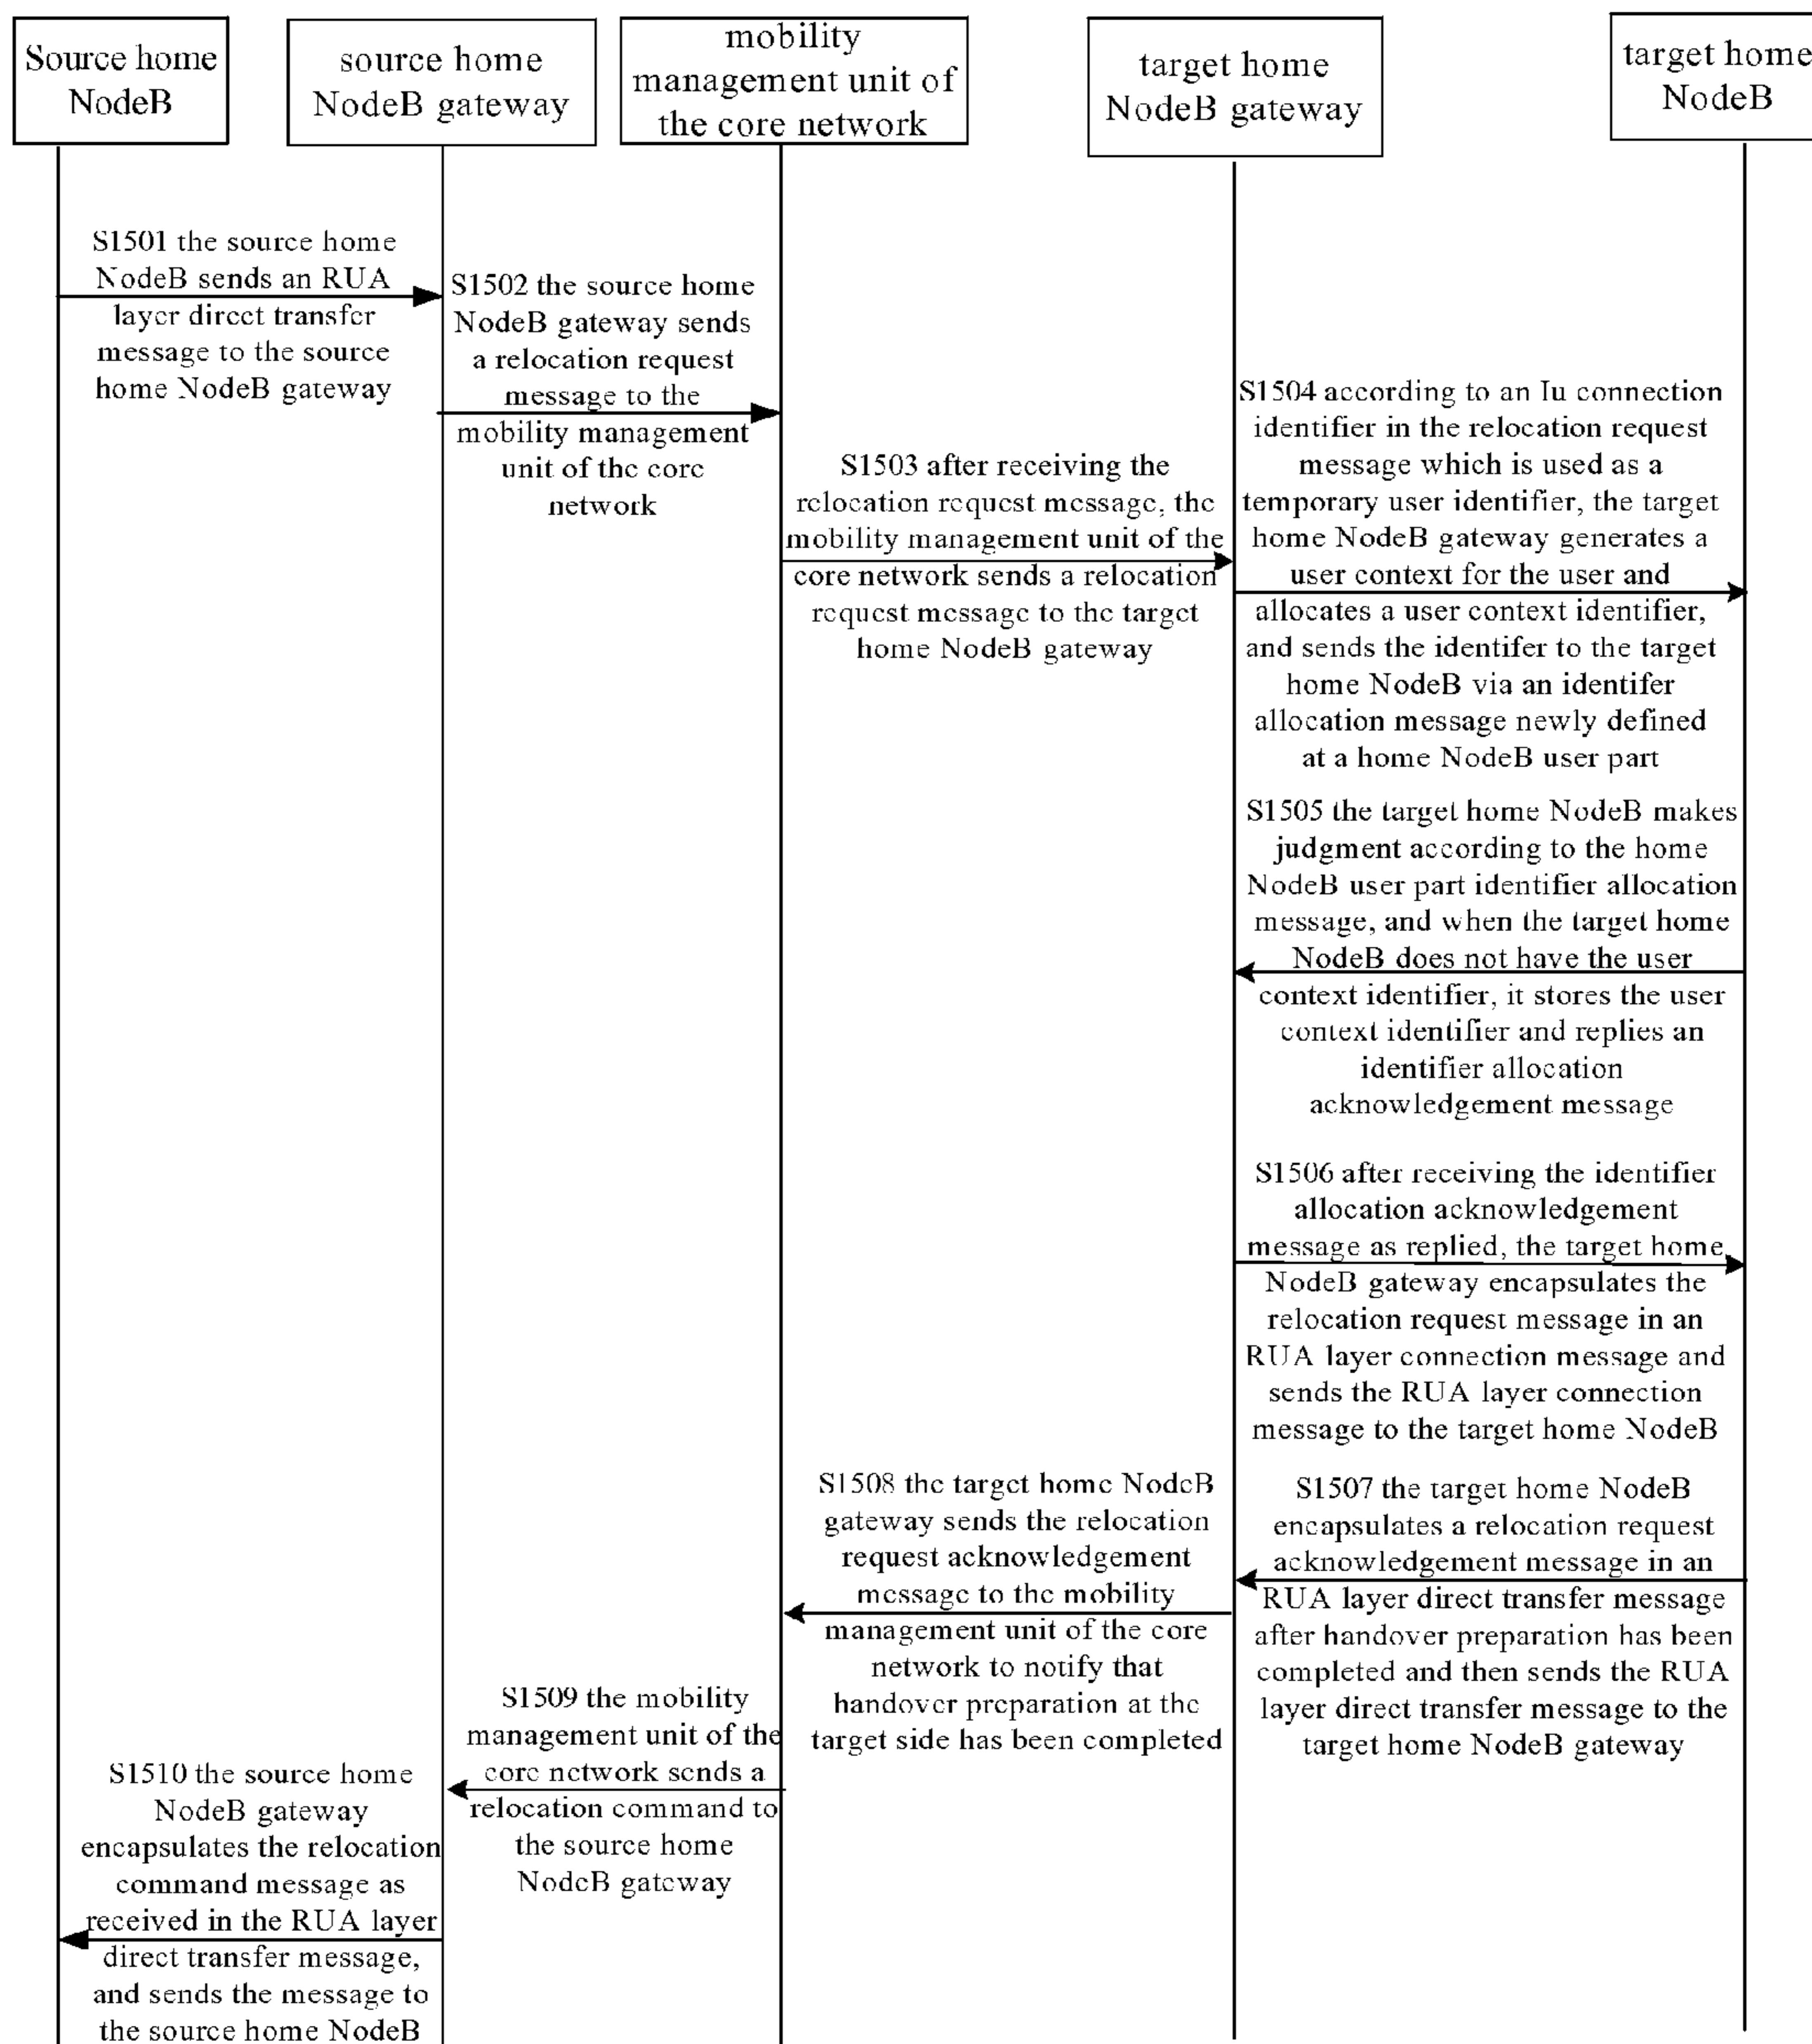 Source home
NodeB
source home
NodeB gateway
mobility
management unit of
the core network
target home
NodeB gateway
target home
NodeB
S1501 the source home
NodeB sends an RUA
layer direct transfer
message to the source
home NodeB gateway
S1502 the source home
NodeB gateway sends
a relocation request
message to the
mobility management
unit of the core
network
S1503 after receiving the
relocation request message, the
mobility management unit of the
core network sends a relocation
request message to the target
home NodeB gateway
S1504 according to an Iu connection
identifier in the relocation request
message which is used as a
temporary user identifier, the target
home NodeB gateway generates a
user context for the user and
allocates a user context identifier,
and sends the identifer to the target
home NodeB via an identifer
allocation message newly defined
at a home NodeB user part
S1505 the target home NodeB makes
judgment according to the home
NodeB user part identifier allocation
message, and when the target home
NodeB does not have the user
context identifier, it stores the user
context identifier and replies an
identifier allocation
acknowledgement message
S1506 after receiving the identifier
allocation acknowledgement
message as replied, the target home
NodeB gateway encapsulates the
relocation request message in an
RUA layer connection message and
sends the RUA layer connection
message to the target home NodeB
S1507 the target home NodeB
encapsulates a relocation request
acknowledgement message in an
RUA layer direct transfer message
after handover preparation has been
completed and then sends the RUA
layer direct transfer message to the
target home NodeB gateway
S1508 the target home NodeB
gateway sends the relocation
request acknowledgement
message to the mobility
management unit of the core
network to notify that
handover preparation at the
target side has been completed
S1509 the mobility
management unit of the
core network sends a
relocation command to
the source home
NodeB gateway
S1510 the source home
NodeB gateway
encapsulates the relocation
command message as
received in the RUA layer
direct transfer message,
and sends the message to
the source home NodeB